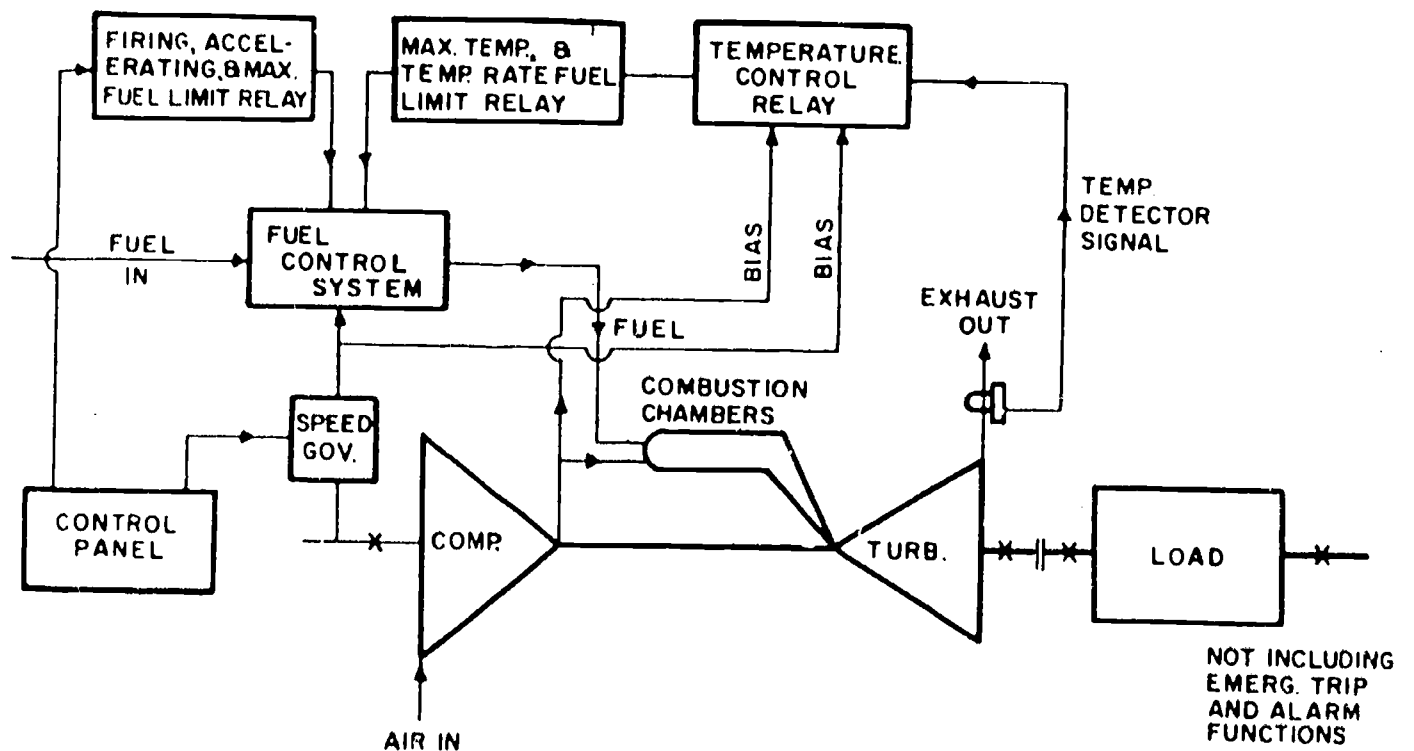 FIRING, ACCEL-
ERATING, & MAX.
FUEL LIMIT RELAY
MAX. TEMP., &
TEMP. RATE FUEL
LIMIT RELAY
TEMPERATURE
CONTROL
RELAY
TEMP.
DETECTOR
SIGNAL
FUEL
IN
FUEL
CONTROL
SYSTEM
BIAS
BIAS
EXHAUST
OUT
FUEL
COMBUSTION
CHAMBERS
SPEED
GOV.
CONTROL
PANEL
COMP.
TURB.
LOAD
AIR IN
NOT INCLUDING
EMERG. TRIP
AND ALARM
FUNCTIONS